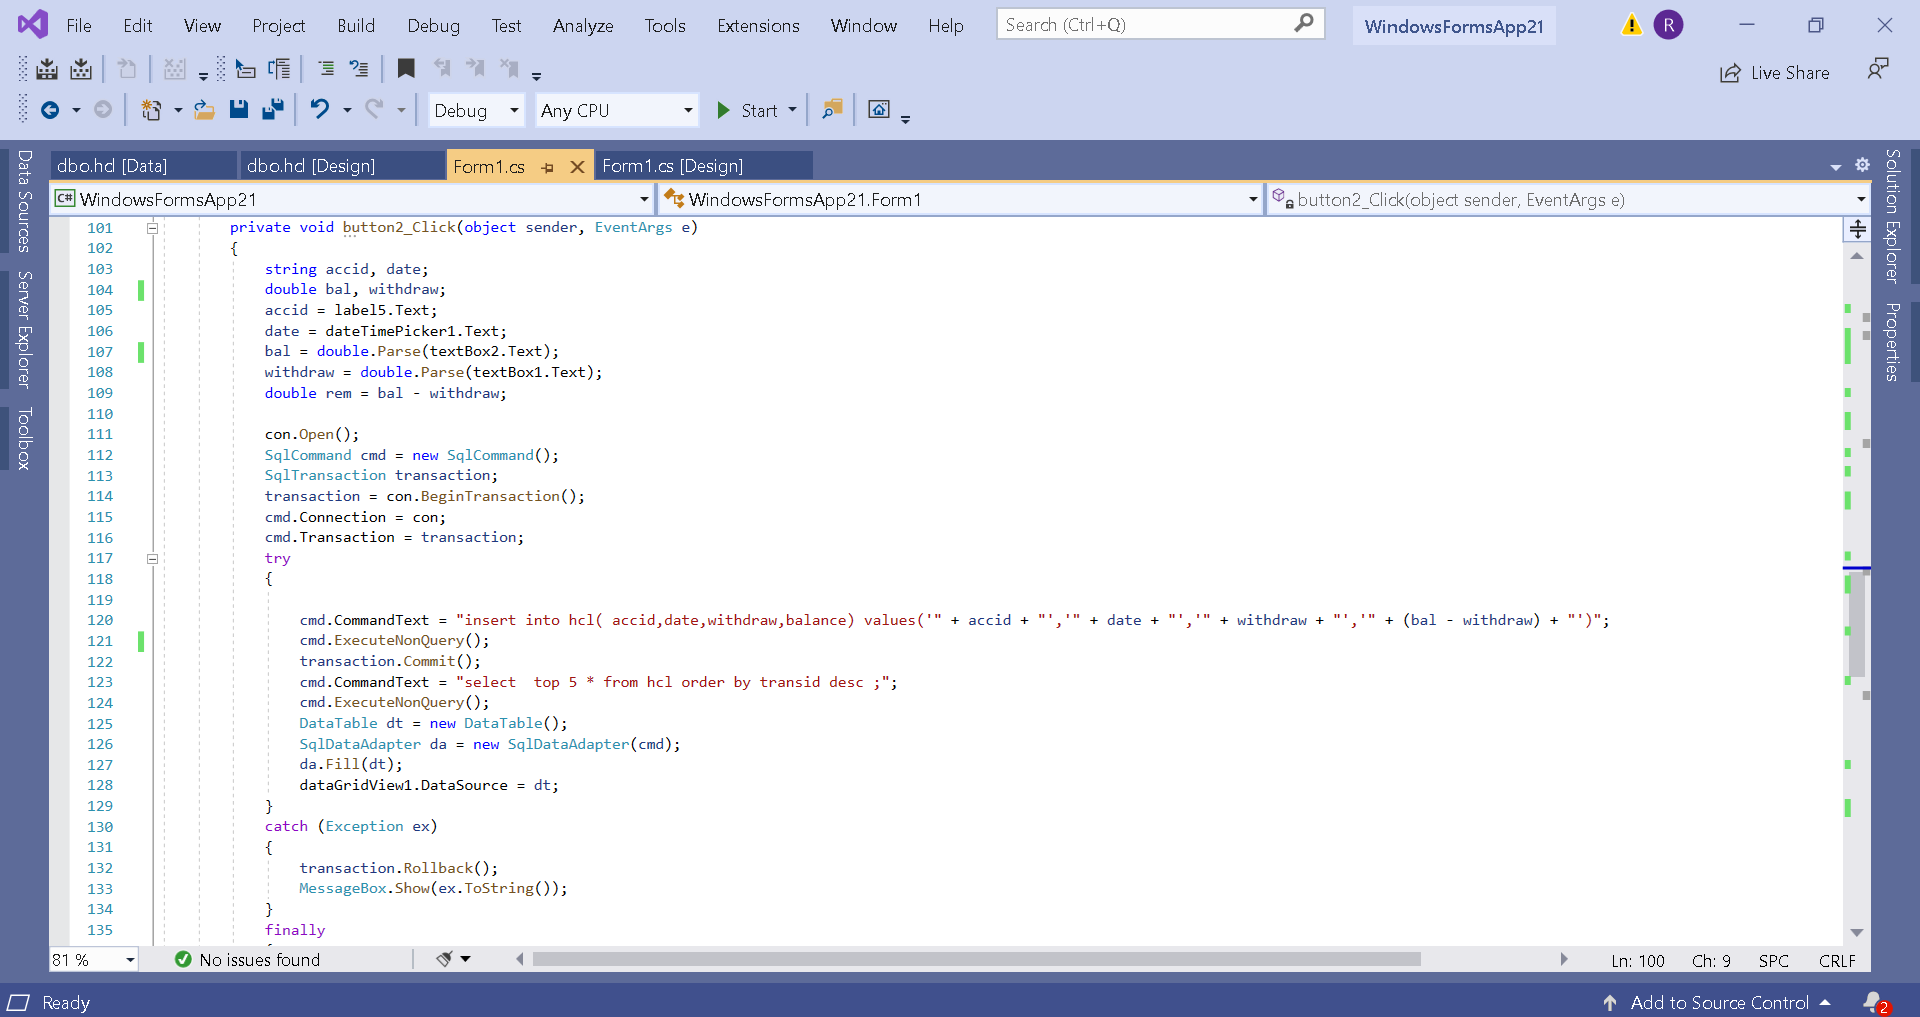 File Edit View Project Build Debug Test Analyze Tools Extensions Window Help Search (Ctrl+Q) WindowsFormsApp21 R
Live Share
Debug Any CPU Start
dbo.hcl [Data] dbo.hcl [Design] Form1.cs Form1.cs [Design]
C# WindowsFormsApp21 WindowsFormsApp21.Form1 button2_Click(object sender, EventArgs e)
Data Sources
Server Explorer
Toolbox
Solution Explorer
Properties
101 private void button2_Click(object sender, EventArgs e)
102 {
103 string accid, date;
104 double bal, withdraw;
105 accid = label5.Text;
106 date = dateTimePicker1.Text;
107 bal = double.Parse(textBox2.Text);
108 withdraw = double.Parse(textBox1.Text);
109 double rem = bal - withdraw;
110
111 con.Open();
112 SqlCommand cmd = new SqlCommand();
113 SqlTransaction transaction;
114 transaction = con.BeginTransaction();
115 cmd.Connection = con;
116 cmd.Transaction = transaction;
117 try
118 {
119
120 cmd.CommandText = "insert into hcl( accid,date,withdraw,balance) values('" + accid + "','" + date + "','" + withdraw + "','" + (bal - withdraw) + "')";
121 cmd.ExecuteNonQuery();
122 transaction.Commit();
123 cmd.CommandText = "select  top 5 * from hcl order by transid desc ;";
124 cmd.ExecuteNonQuery();
125 DataTable dt = new DataTable();
126 SqlDataAdapter da = new SqlDataAdapter(cmd);
127 da.Fill(dt);
128 dataGridView1.DataSource = dt;
129 }
130 catch (Exception ex)
131 {
132 transaction.Rollback();
133 MessageBox.Show(ex.ToString());
134 }
135 finally
81 % No issues found Ln: 100 Ch: 9 SPC CRLF
Ready Add to Source Control 2